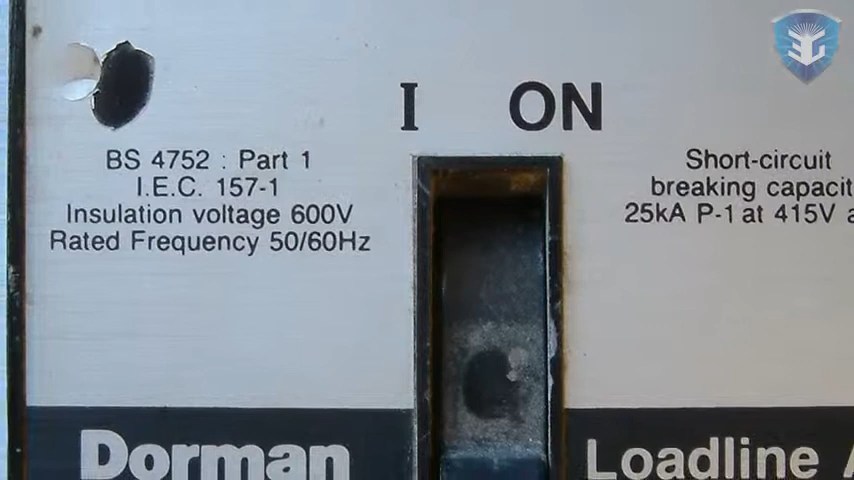 I ON
BS 4752 : Part 1
I.E.C. 157-1
Insulation voltage 600V
Rated Frequency 50/60Hz
Short-circuit
breaking capacit
25kA P-1 at 415V a
Dorman
Loadline A